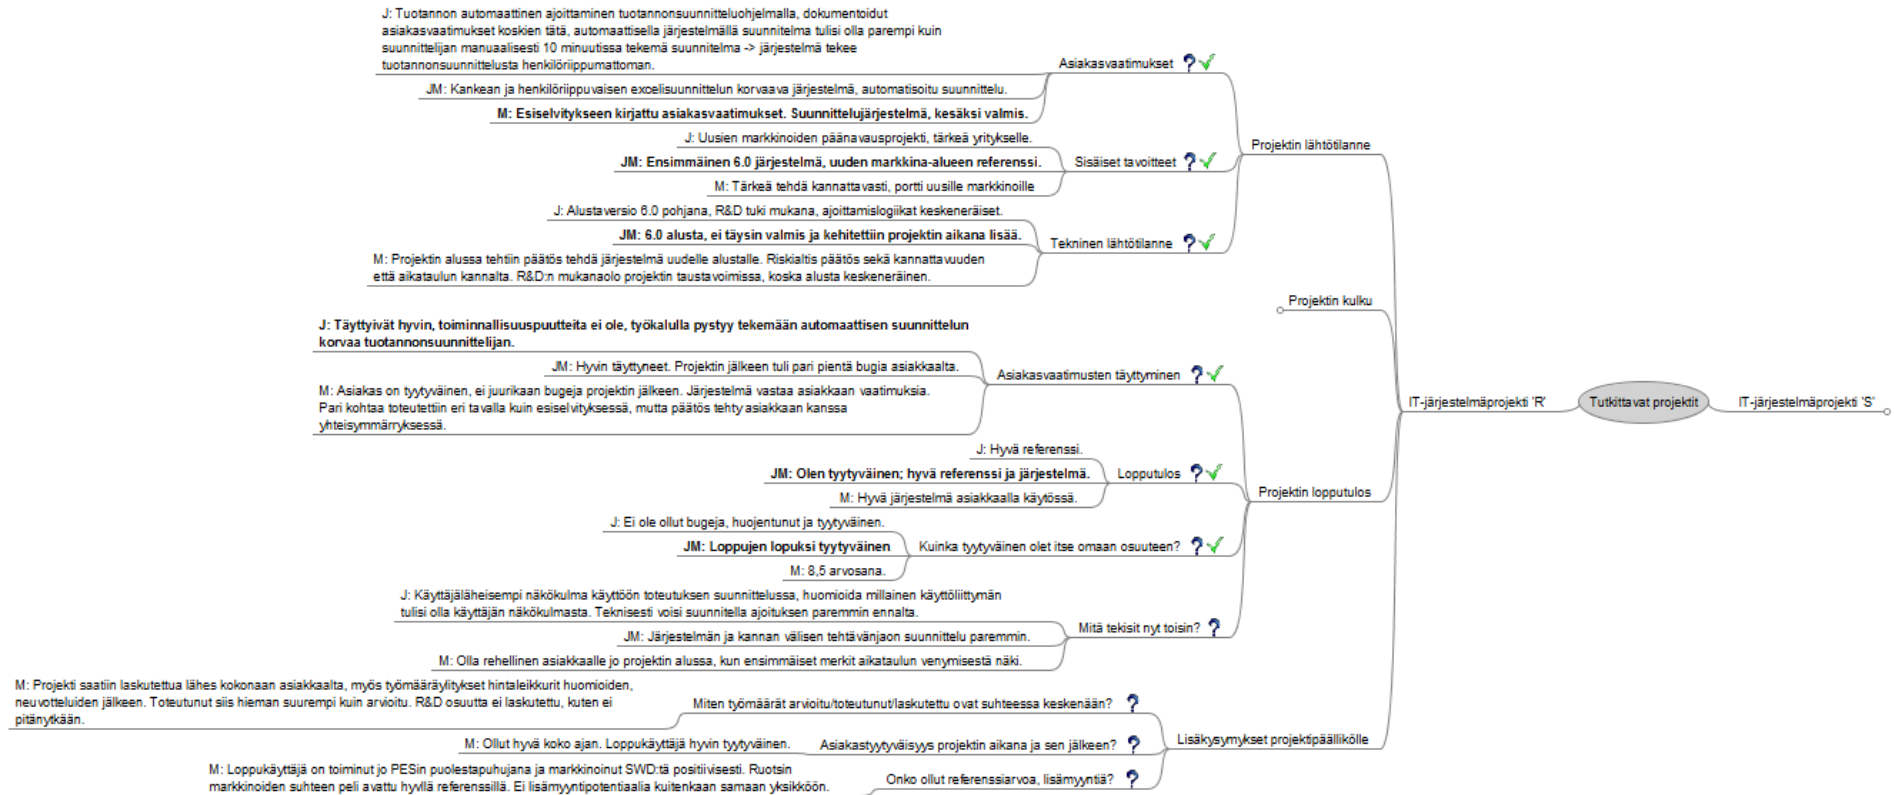 J: Tuotannon automaattinen ajoittaminen tuotannonsuunnitteluohjelmalla, dokumentoidut
asiakasvaatimukset koskien tätä, automaattisella järjestelmällä suunnitelma tulisi olla parempi kuin
suunnittelijan manuaalisesti 10 minuutissa tekemä suunnitelma -> järjestelmä tekee
tuotannonsuunnittelusta henkilöriippumattoman.
Asiakasvaatimukset
JM: Kankean ja henkilöriippuvaisen excelisuunnittelun korvaava järjestelmä, automatisoitu suunnittelu.
M: Esiselvitykseen kirjattu asiakasvaatimukset. Suunnittelujärjestelmä, kesäksi valmis.
J: Uusien markkinoiden päänavausprojekti, tärkeä yritykselle.
Projektin lähtötilanne
JM: Ensimmäinen 6.0 järjestelmä, uuden markkina-alueen referenssi.
Sisäiset tavoitteet
M: Tärkeä tehdä kannattavasti, portti uusille markkinoille
J: Alustaversio 6.0 pohjana, R&D tuki mukana, ajoittamislogiikat keskeneräiset.
JM: 6.0 alusta, ei täysin valmis ja kehitettiin projektin aikana lisää.
Tekninen lähtötilanne
M: Projektin alussa tehtiin päätös tehdä järjestelmä uudelle alustalle. Riskialtis päätös sekä kannattavuuden
että aikataulun kannalta. R&D:n mukanaolo projektin taustavoimissa, koska alusta keskeneräinen.
Projektin kulku
J: Täyttyivät hyvin, toiminnallisuuspuutteita ei ole, työkalulla pystyy tekemään automaattisen suunnittelun
korvaa tuotannonsuunnittelijan.
JM: Hyvin täyttyneet. Projektin jälkeen tuli pari pientä bugia asiakkaalta.
Asiakasvaatimusten täyttyminen
M: Asiakas on tyytyväinen, ei juurikaan bugeja projektin jälkeen. Järjestelmä vastaa asiakkaan vaatimuksia.
Pari kohtaa toteutettiin eri tavalla kuin esiselvityksessä, mutta päätös tehty asiakkaan kanssa
yhteisymmärryksessä.
IT-järjestelmäprojekti 'R'
Tutkittavat projektit
IT-järjestelmäprojekti 'S'
J: Hyvä referenssi.
JM: Olen tyytyväinen; hyvä referenssi ja järjestelmä.
Lopputulos
M: Hyvä järjestelmä asiakkaalla käytössä.
Projektin lopputulos
J: Ei ole ollut bugeja, huojentunut ja tyytyväinen.
JM: Loppujen lopuksi tyytyväinen
Kuinka tyytyväinen olet itse omaan osuuteen?
M: 8,5 arvosana.
J: Käyttäjäläheisempi näkökulma käyttöön toteutuksen suunnittelussa, huomioida millainen käyttöliittymän
tulisi olla käyttäjän näkökulmasta. Teknisesti voisi suunnitella ajoituksen paremmin ennalta.
Mitä tekisit nyt toisin?
JM: Järjestelmän ja kannan välisen tehtävänjaon suunnittelu paremmin.
M: Olla rehellinen asiakkaalle jo projektin alussa, kun ensimmäiset merkit aikataulun venymisestä näki.
M: Projekti saatiin laskutettua lähes kokonaan asiakkaalta, myös työmääräylitykset hintaleikkurit huomioiden,
neuvotteluiden jälkeen. Toteutunut siis hieman suurempi kuin arvioitu. R&D osuutta ei laskutettu, kuten ei
pitänytkään.
Miten työmäärät arvioitu/toteutunut/laskutettu ovat suhteessa keskenään?
Lisäkysymykset projektipäällikölle
M: Ollut hyvä koko ajan. Loppukäyttäjä hyvin tyytyväinen.
Asiakastyytyväisyys projektin aikana ja sen jälkeen?
M: Loppukäyttäjä on toiminut jo PESin puolestapuhujana ja markkinoinut SWD:tä positiivisesti. Ruotsin
markkinoiden suhteen peli avattu hyvllä referenssillä. Ei lisämyyntipotentiaalia kuitenkaan samaan yksikköön.
Onko ollut referenssiarvoa, lisämyyntiä?